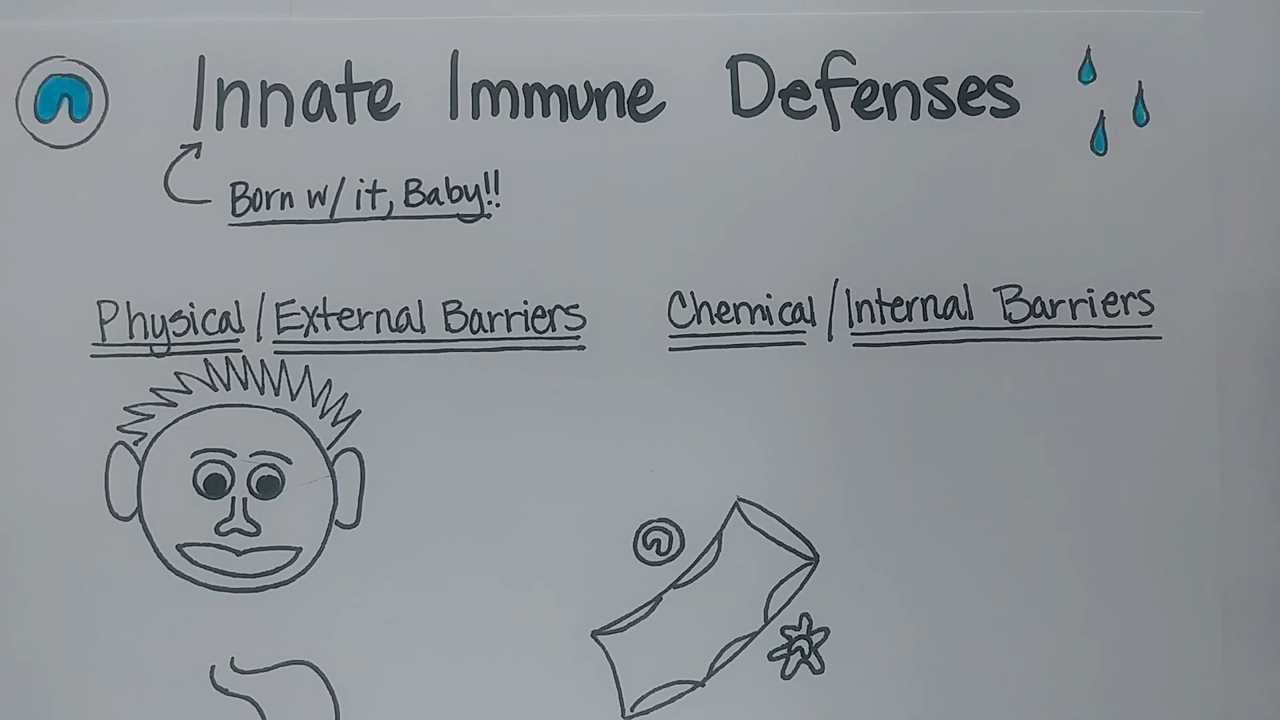 Innate Immune Defenses
Born w/ it, Baby!!
Physical/External Barriers
Chemical/Internal Barriers